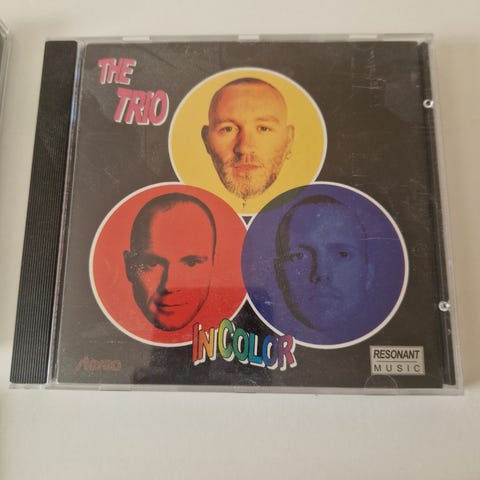 THE
TRIO
IN COLOR
RESONANT
MUSIC